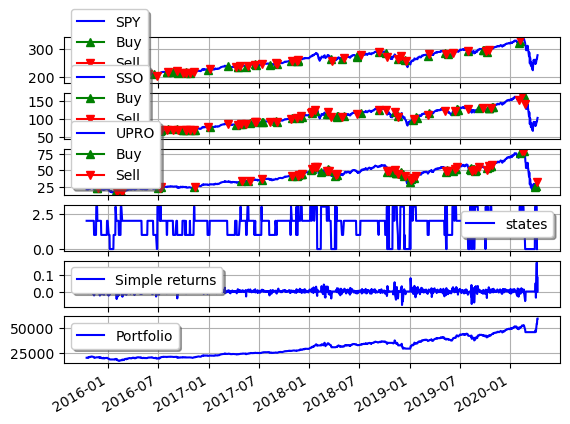 SPY
Buy
Sell
300
200
SSO
Buy
Sell
150
100
50
UPRO
Buy
Sell
75
50
25
states
2.5
0.0
Simple returns
0.1
0.0
Portfolio
50000
25000
2016-01
2016-07
2017-01
2017-07
2018-01
2018-07
2019-01
2019-07
2020-01